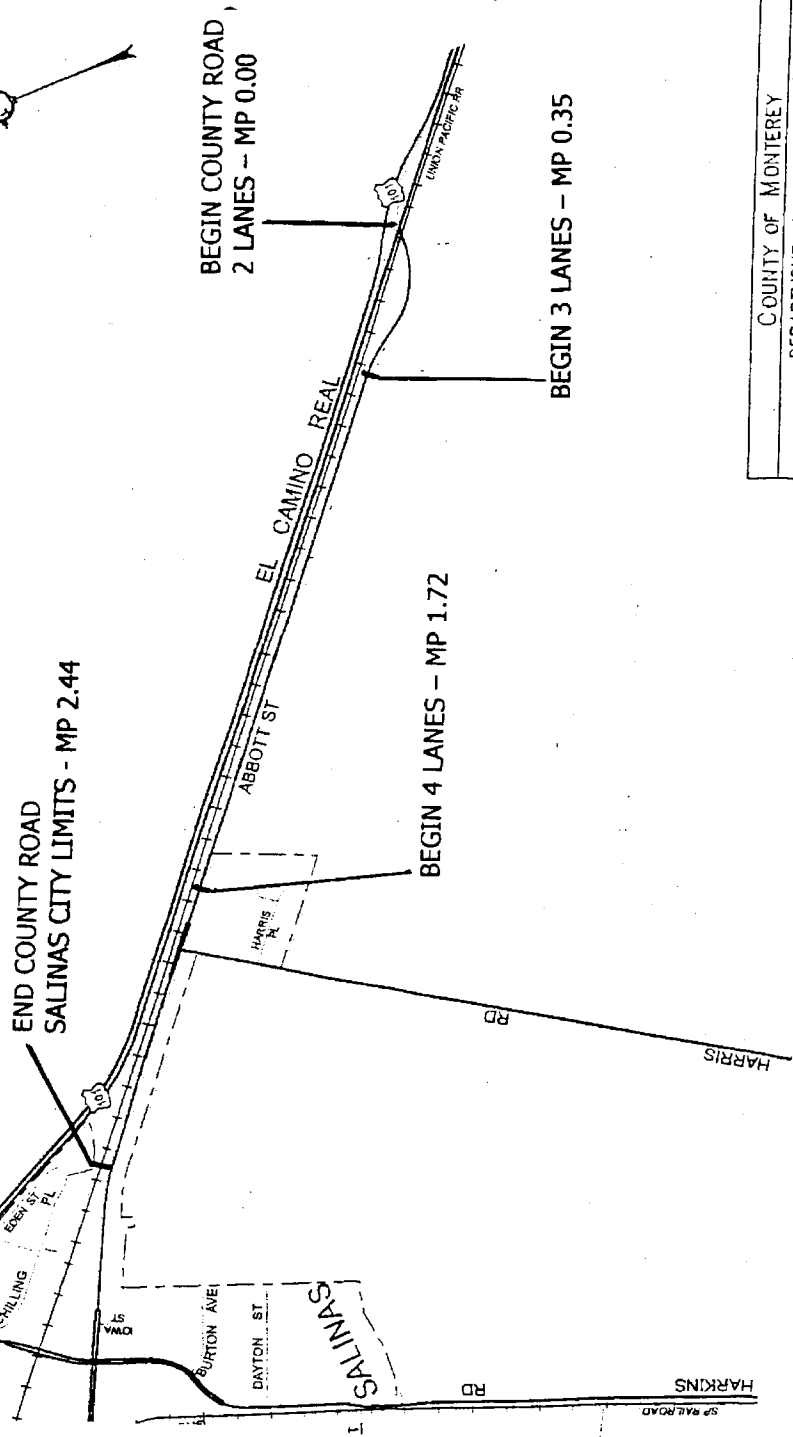 END COUNTY ROAD
SALINAS CITY LIMITS - MP 2.44
BEGIN COUNTY ROAD
2 LANES – MP 0.00
101
UNION PACIFIC RR
BEGIN 3 LANES – MP 0.35
EL CAMINO REAL
ABBOTT ST
BEGIN 4 LANES – MP 1.72
HARRIS
PL
HARRIS RD
101
EDEN ST
PL
HILLING
IOWA
ST
BURTON AVE
DAYTON ST
SALINAS
HARKINS RD
SP RAILROAD
COUNTY OF MONTEREY